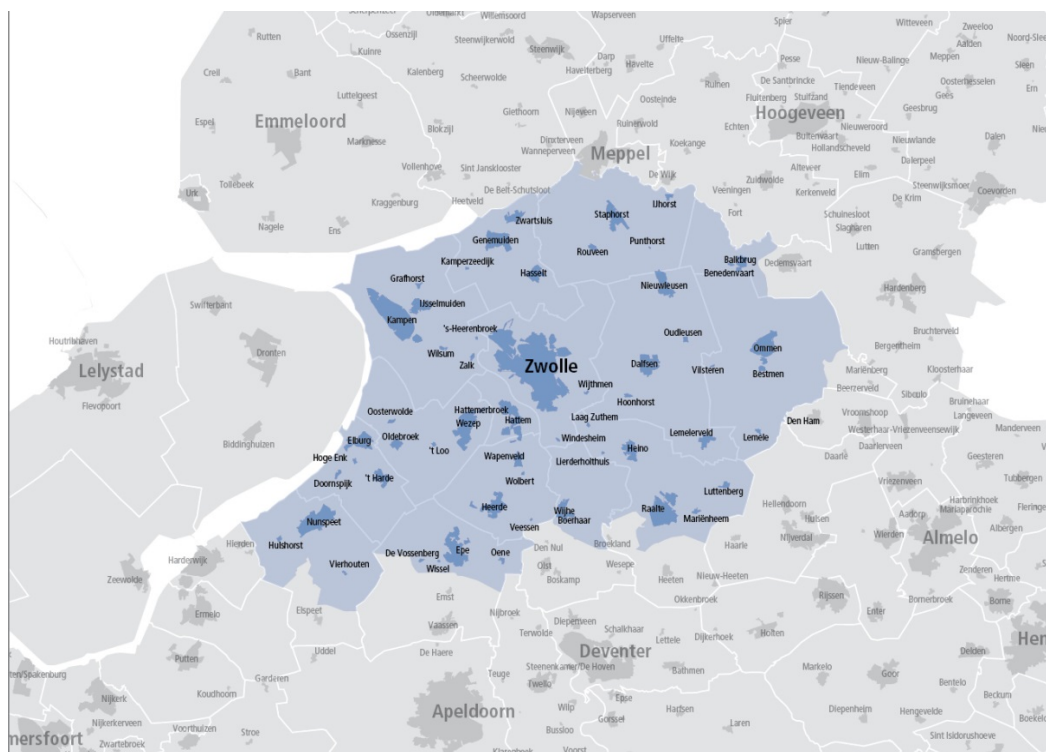 Scheerwolde
Ossenzijl
Steenwijkerwold
Willemsoord
Wapserveen
Uffelte
Spier
Witteveen
Zweeloo
Noord-Sleen
Rutten
Kuinre
Steenwijk
Darp
Havelte
Pesse
Nieuw-Balinge
Meppen
Aalden
Sleen
Creil
Bant
Kalenberg
Scheerwolde
Havelterberg
Ruinen
De Santbrincke
Tiendeveen
Oosterhesselen
Erm
Luttelgeest
Giethoorn
Nijeveen
Oosteinde
Fluitenberg
Stuifzand
Gees
Geesbrug
Espel
Emmeloord
Blokzijl
Ruinerwold
Echten
Hoogeveen
Nieuweroord
Marknesse
Dinxterveen
Wanneperveen
Koekange
Buitenvaart
Hollandscheveld
Nieuwlande
Dalen
Meppel
Vollenhove
Sint Jansklooster
De Wijk
Zuidwolde
Alteveer
Elim
Dalerpeel
Tollebeek
Urk
Kraggenburg
De Belt-Schutsloot
Heetveld
Veeningen
Kerkenveld
Steenwijksmoer
Coevorden
De Krim
IJhorst
Fort
Nagele
Ens
Zwartsluis
Staphorst
Schuinesloot
Slagharen
Genemuiden
Punthorst
Lutten
Gramsbergen
Kamperzeedijk
Rouveen
Balkbrug
Dedemsvaart
Grafhorst
Hasselt
Benedenvaart
Nieuwleusen
Hardenberg
Swifterbant
IJsselmuiden
Kampen
's-Heerenbroek
Oudleusen
Bruchterveld
Houtribhaven
Dronten
Wilsum
Ommen
Bergentheim
Lelystad
Zalk
Zwolle
Dalfsen
Vilsteren
Bestmen
Mariënberg
Kloosterhaar
Flevopoort
Wijthmen
Beerzerveld
Sibculo
Hoonhorst
Bruinehaar
Oosterwolde
Hattemerbroek
Hattem
Laag Zuthem
Den Ham
Vroomshoop
Langeveen
Wezep
Westerhaar-Vriezenveensewijk
Manderveen
Biddinghuizen
Elburg
Oldebroek
Windesheim
Lemelerveld
Lemele
Daarlerveen
't Loo
Heino
Hoge Enk
Wapenveld
Lierderholthuis
Daarle
Geesteren
Doornspijk
't Harde
Wolbert
Luttenberg
Vriezenveen
Tubbergen
Hellendoorn
Harbrinkhoek
Mariaparochie
Nunspeet
Heerde
Wijhe
Raalte
Mariënheem
Hulsen
Aadorp
Boerhaar
Veessen
Nijverdal
Wierden
Albergen
Hulshorst
Hierden
Almelo
Harderwijk
De Vossenberg
Epe
Oene
Den Nul
Broekland
Haarle
Vierhouten
Wissel
Olst
Wesepe
Zeewolde
Boskamp
Heeten
Nieuw-Heeten
Zenderen
Hertme
Ermelo
Elspeet
Emst
Okkenbroek
Rijssen
Bornerbroek
Borne
Nijbroek
Enter
Vaassen
Diepenveen
Terwolde
Schalkhaar
Lettele
Dijkerhoek
Holten
Putten
Uddel
De Haere
Deventer
Delden
Steenenkamer/De Hoven
Bathmen
Markelo
Goor
Garderen
Teuge
Twello
Bentelo
Nijkerk
Koudhoorn
Apeldoorn
Wilp
Epse
Harfsen
Diepenheim
Hengevelde
Beckum
Gorssel
Nijkerkerveen
Voorthuizen
Stroe
Bussloo
Laren
Zwartebroek
Voorst
Sint Isidorushoeve